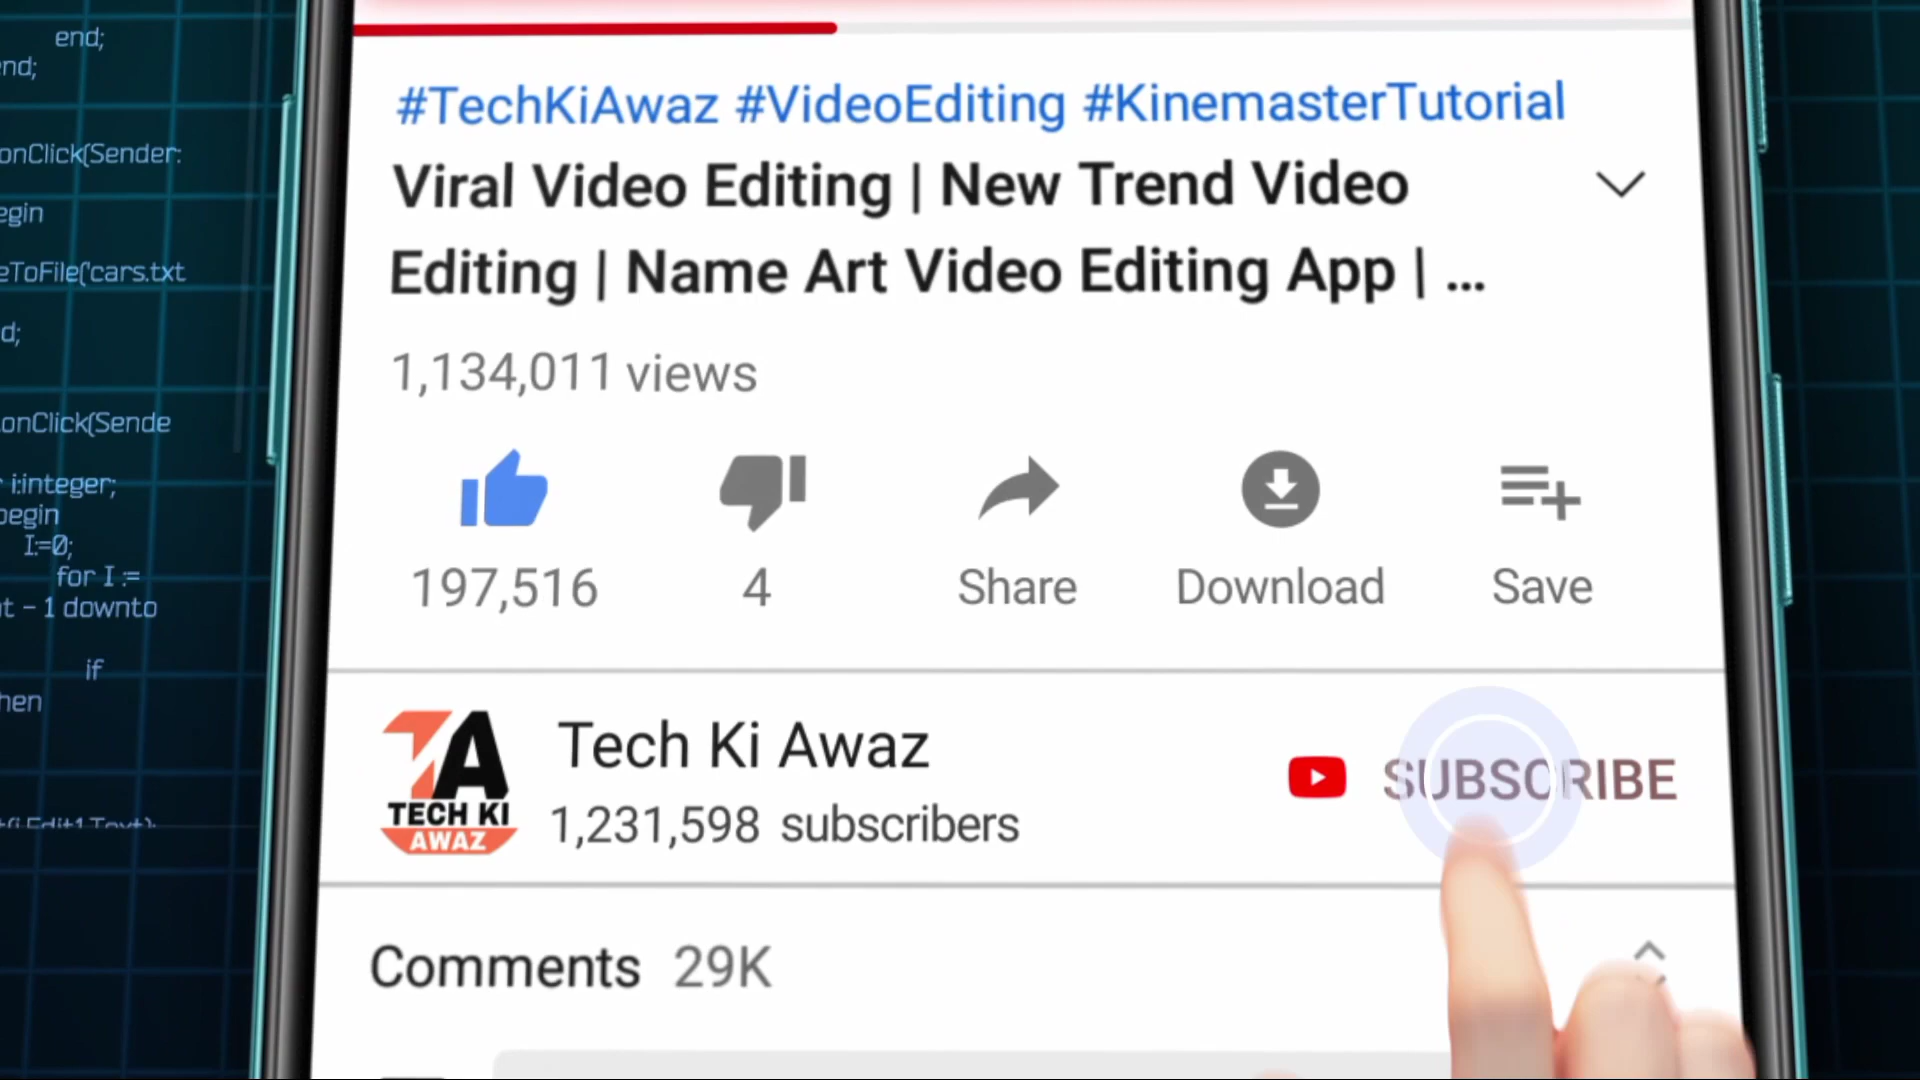 end;
nd;
onClick(Sender:
egin
eToFile('cars.txt
d;
onClick(Sende
i:integer;
begin
I:=0;
for I :=
- 1 downto
if
hen
#TechKiAwaz #VideoEditing #KinemasterTutorial
Viral Video Editing | New Trend Video
Editing | Name Art Video Editing App | ...
1,134,011 views
197,516
4
Share
Download
Save
TA
TECH KI
AWAZ
Tech Ki Awaz
1,231,598 subscribers
SUBSCRIBE
Comments 29K